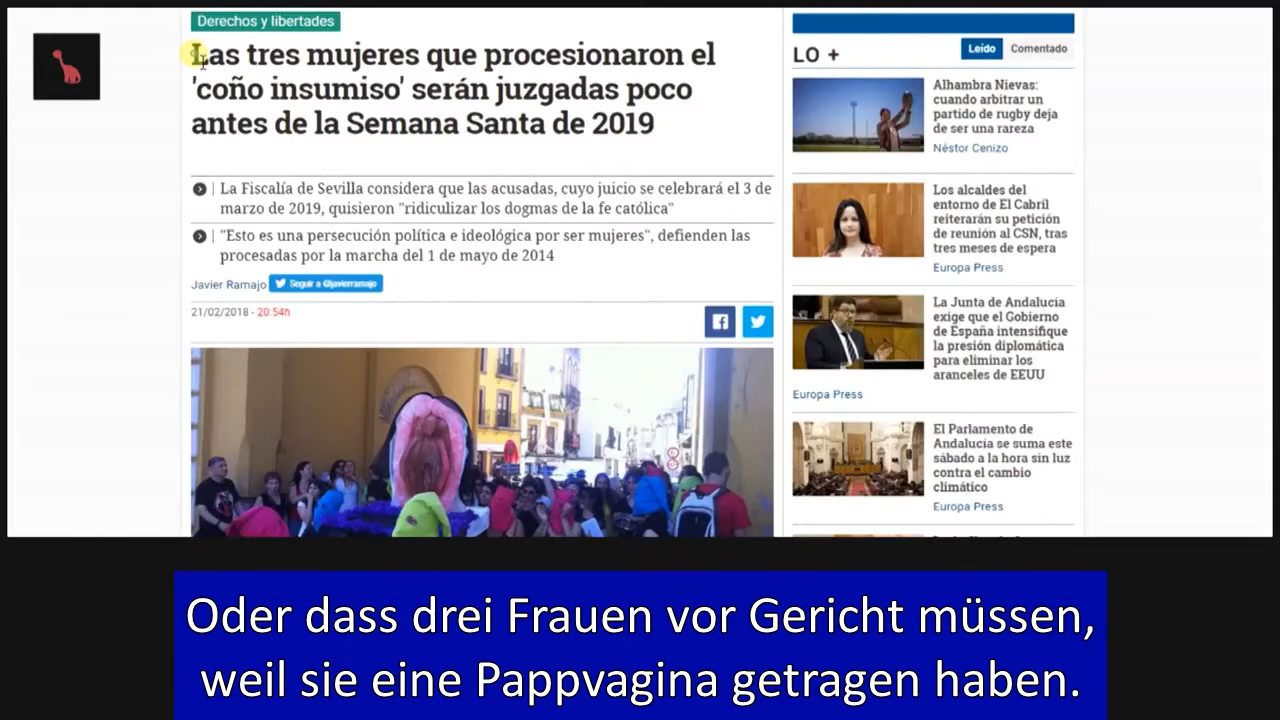 Derechos y libertades
Las tres mujeres que procesionaron el
'coño insumiso' serán juzgadas poco
antes de la Semana Santa de 2019
La Fiscalía de Sevilla considera que las acusadas, cuyo juicio se celebrará el 3 de
marzo de 2019, quisieron "ridiculizar los dogmas de la fe católica"
"Esto es una persecución política e ideológica por ser mujeres", defienden las
procesadas por la marcha del 1 de mayo de 2014
Javier Ramajo
Seguir a @javierramajo
21/02/2018 - 20:54h
LO +
Leído
Comentado
Alhambra Nievas:
cuando arbitrar un
partido de rugby deja
de ser una rareza
Néstor Cenizo
Los alcaldes del
entorno de El Cabril
reiterarán su petición
de reunión al CSN, tras
tres meses de espera
Europa Press
La Junta de Andalucía
exige que el Gobierno
de España intensifique
la presión diplomática
para eliminar los
aranceles de EEUU
Europa Press
El Parlamento de
Andalucía se suma este
sábado a la hora sin luz
contra el cambio
climático
Europa Press
Oder dass drei Frauen vor Gericht müssen,
weil sie eine Pappvagina getragen haben.